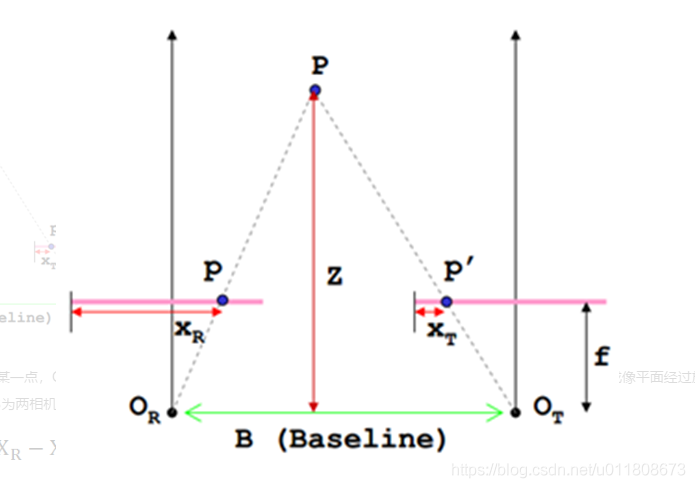 P
p
p′
Z
X_R
X_T
f
O_R
O_T
B (Baseline)
eline)
某一点，
像平面经过
为两相机
X_R −
https://blog.csdn.net/u011808673